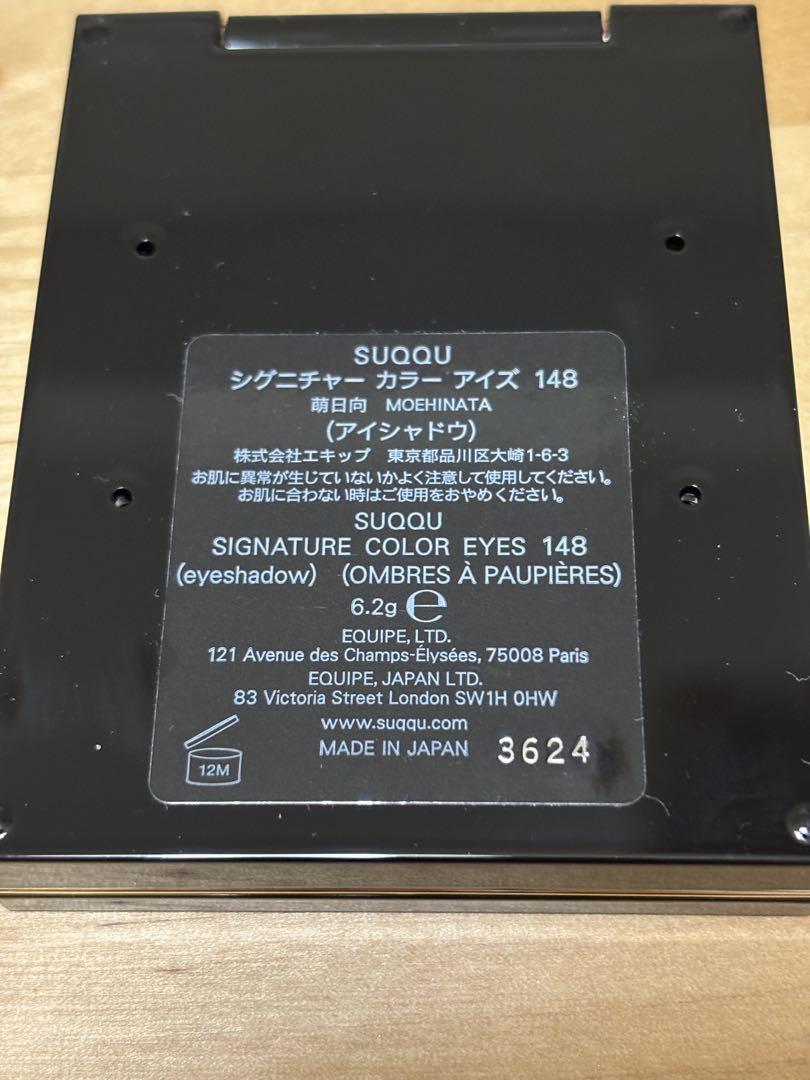 SUQQU
シグニチャー カラー アイズ 148
萌日向 MOEHINATA
(アイシャドウ)
株式会社エキップ 東京都品川区大崎1-6-3
お肌に異常が生じていないかよく注意して使用してください。
お肌に合わない時はご使用をおやめください。
SUQQU
SIGNATURE COLOR EYES 148
(eyeshadow) (OMBRES À PAUPIÈRES)
6.2g ℮
EQUIPE, LTD.
121 Avenue des Champs-Élysées, 75008 Paris
EQUIPE, JAPAN LTD.
83 Victoria Street London SW1H 0HW
www.suqqu.com
MADE IN JAPAN 3624
12M